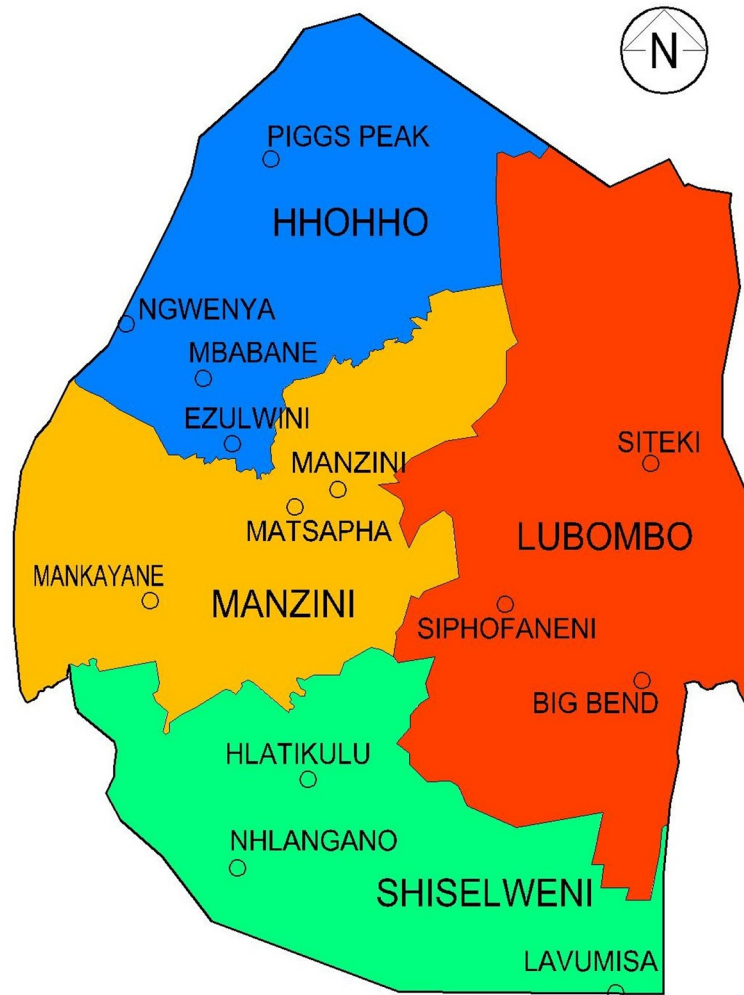 N
PIGGS PEAK
HHOHHO
NGWENYA
MBABANE
EZULWINI
SITEKI
MANZINI
MATSAPHA
LUBOMBO
MANKAYANE
MANZINI
SIPHOFANENI
BIG BEND
HLATIKULU
NHLANGANO
SHISELWENI
LAVUMISA